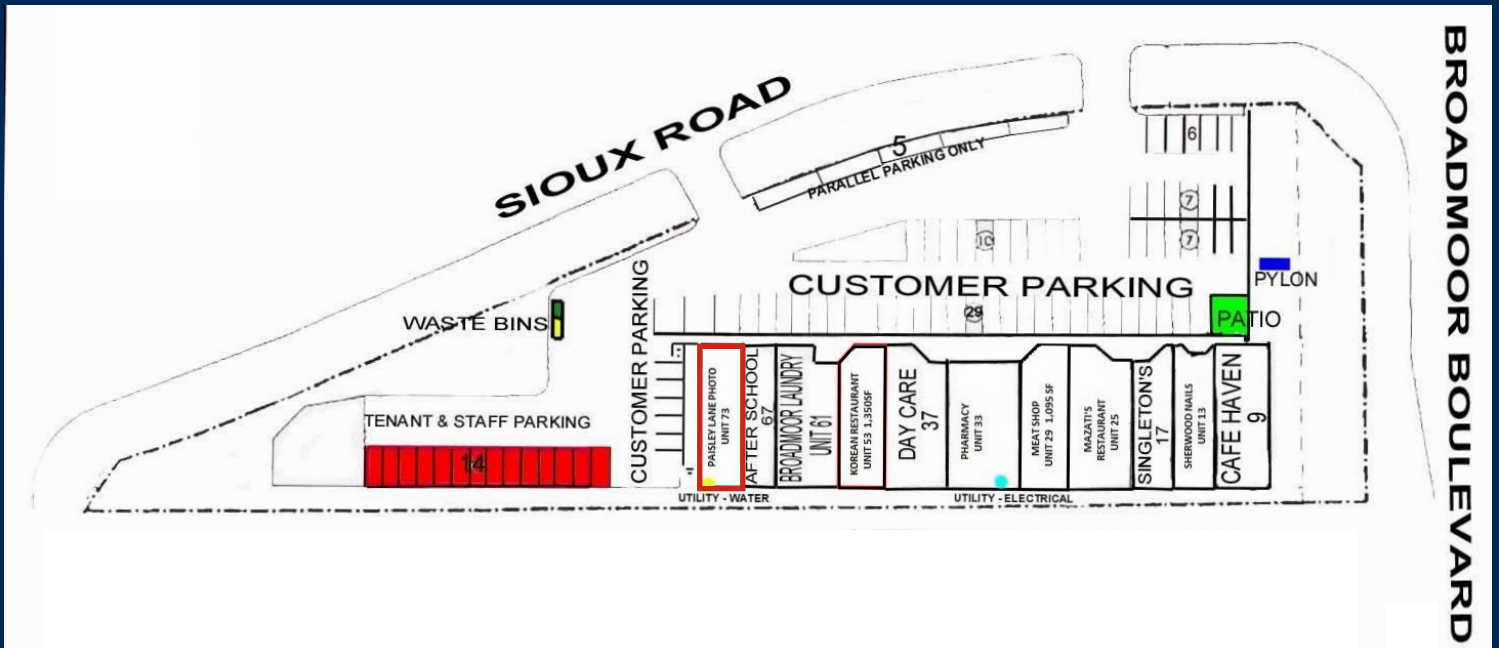 BROADMOOR BOULEVARD
SIOUX ROAD
5
PARALLEL PARKING ONLY
6
7
7
10
CUSTOMER PARKING
29
PYLON
PATIO
WASTE BINS
CUSTOMER PARKING
TENANT & STAFF PARKING
14
PAISLEY LANE PHOTO
UNIT 73
AFTER SCHOOL
67
BROADMOOR LAUNDRY
UNIT 61
KOREAN RESTAURANT
UNIT 53 1,350SF
DAY CARE
37
PHARMACY
UNIT 33
MEAT SHOP
UNIT 29 1,095 SF
MAZATI'S
RESTAURANT
UNIT 25
SINGLETON'S
17
SHERWOOD NAILS
UNIT 13
CAFE HAVEN
9
UTILITY - WATER
UTILITY - ELECTRICAL